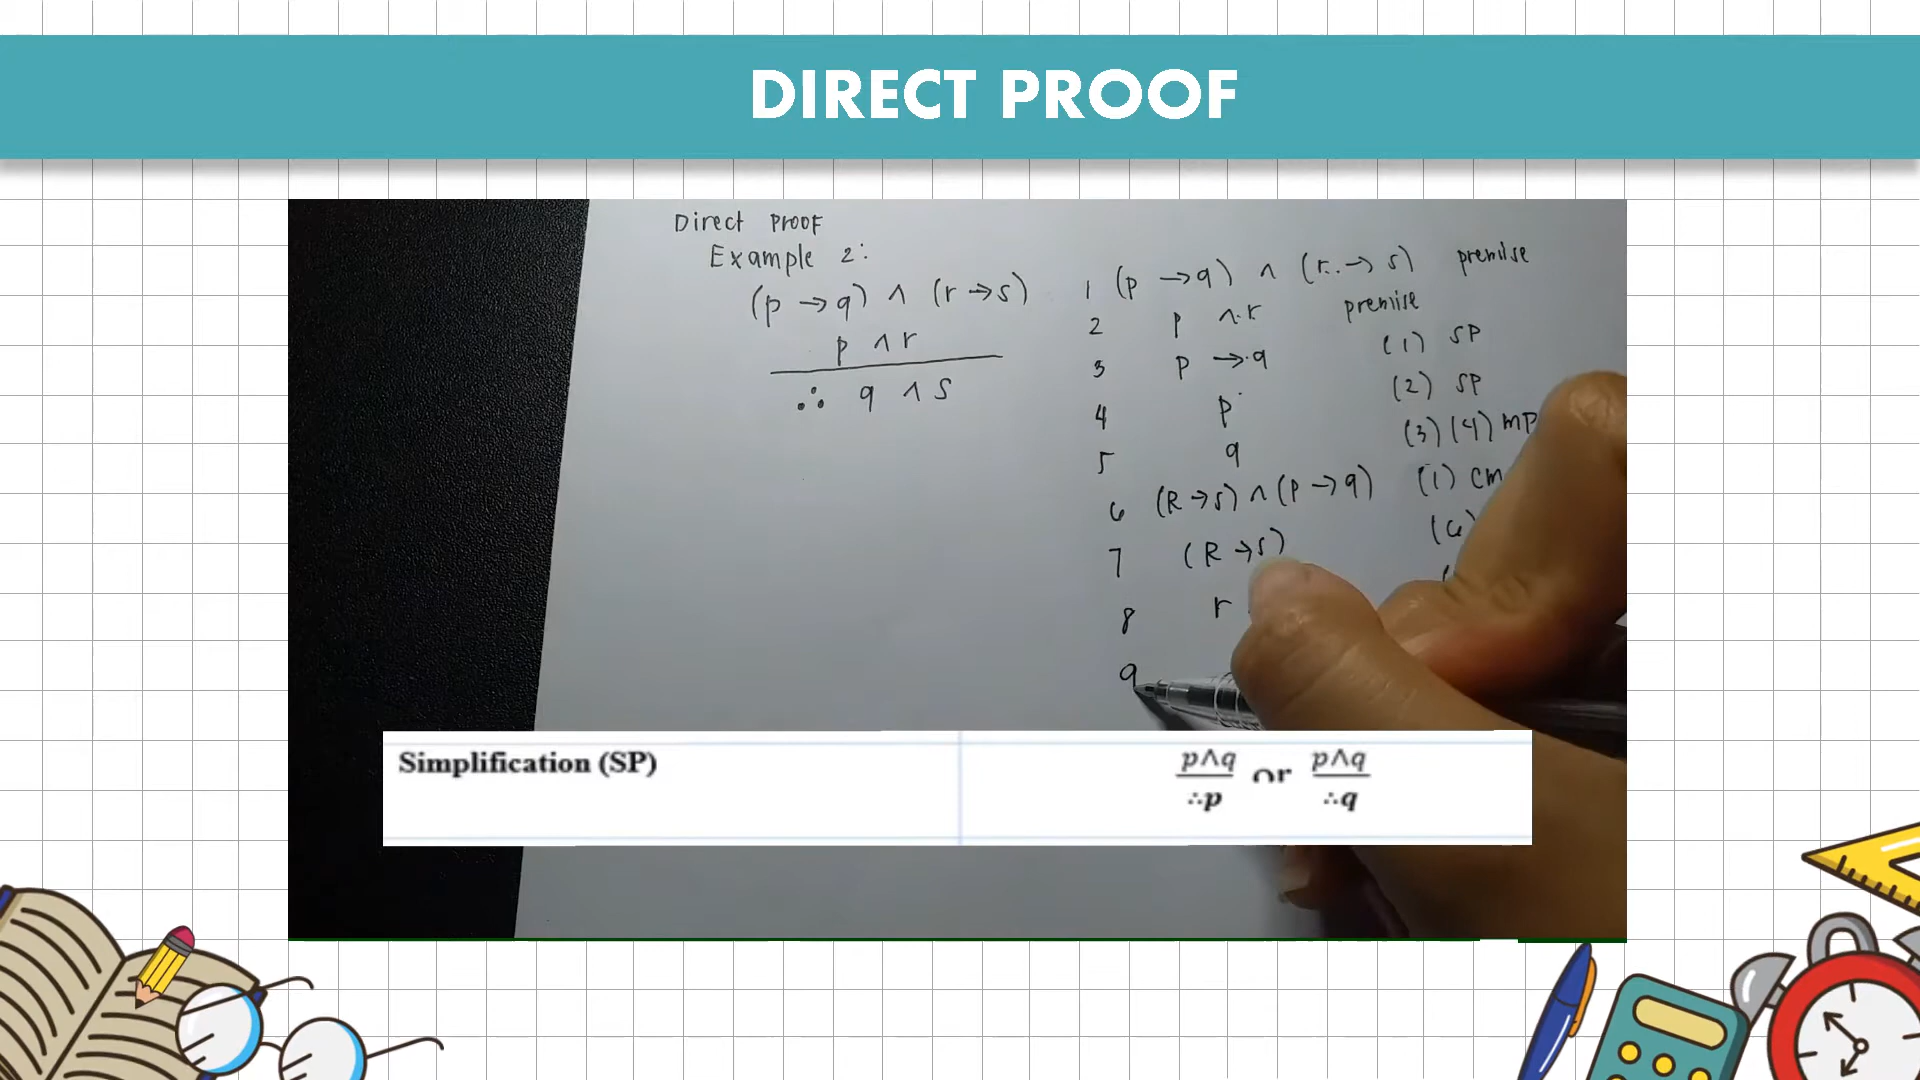 DIRECT PROOF
Direct Proof
Example 2:
(p → q) ∧ (r → s)
p ∧ r
∴ q ∧ s
1 (p → q) ∧ (r → s) premise
2 p ∧ r premise
3 p → q (1) SP
4 p (2) SP
5 q (3)(4) MP
6 (R → s) ∧ (P → q) (1) cm
7 (R → s) (6)
8 r
9
Simplification (SP)
p∧q or p∧q
∴p ∴q